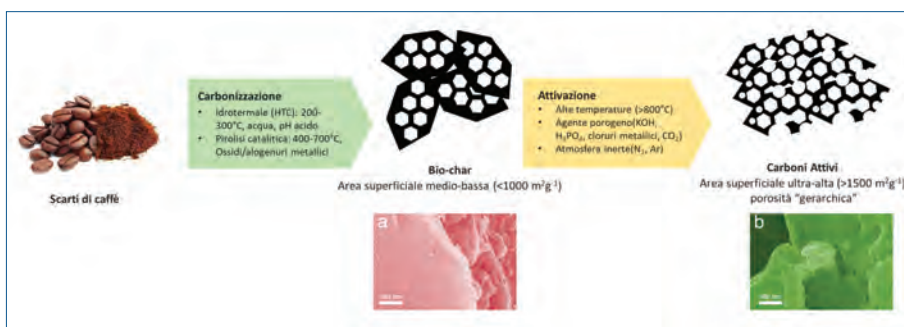 Scarti di caffè
Carbonizzazione
• Idrotermale (HTC): 200-
300°C, acqua, pH acido
• Pirolisi catalitica: 400-700°C,
Ossidi/alogenuri metallici
Bio-char
Area superficiale medio-bassa (<1000 m²g⁻¹)
a
Attivazione
• Alte temperature (>800°C)
• Agente porogeno(KOH,
H₃PO₄, cloruri metallici, CO₂)
• Atmosfera inerte(N₂, Ar)
Carboni Attivi
Area superficiale ultra-alta (>1500 m²g⁻¹)
porosità "gerarchica"
b